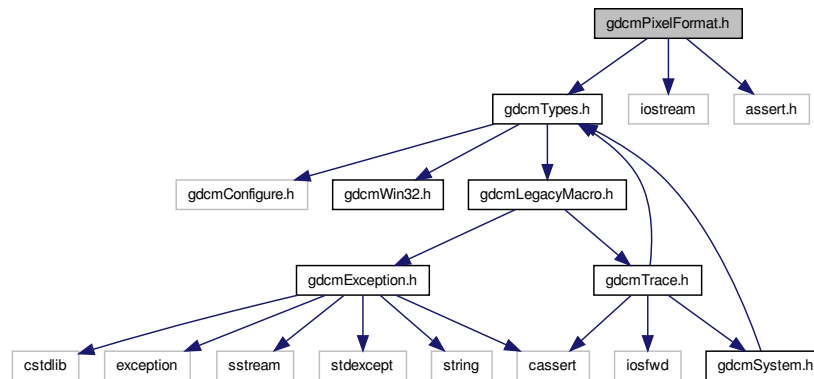 gdcmPixelFormat.h
gdcmTypes.h
iostream
assert.h
gdcmConfigure.h
gdcmWin32.h
gdcmLegacyMacro.h
gdcmException.h
gdcmTrace.h
cstdlib
exception
sstream
stdexcept
string
cassert
iosfwd
gdcmSystem.h